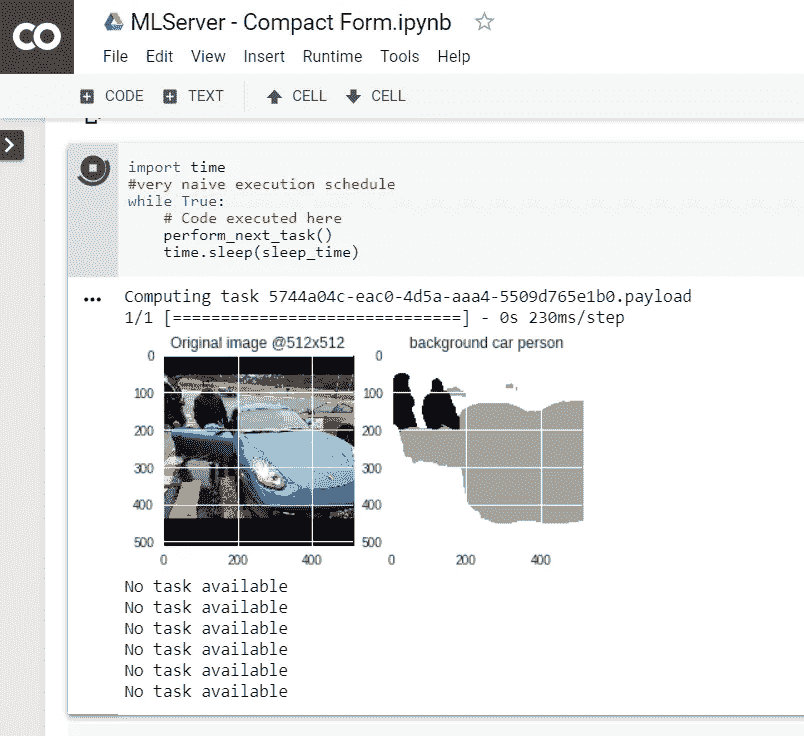 CO MLServer - Compact Form.ipynb
File Edit View Insert Runtime Tools Help
CODE TEXT CELL CELL
import time
#very naive execution schedule
while True:
# Code executed here
perform_next_task()
time.sleep(sleep_time)
Computing task 5744a04c-eac0-4d5a-aaa4-5509d765e1b0.payload
1/1 [==============================] - 0s 230ms/step
Original image @512x512 background car person
0 0
100 100
200 200
300 300
400 400
500 500
0 200 400 0 200 400
No task available
No task available
No task available
No task available
No task available
No task available